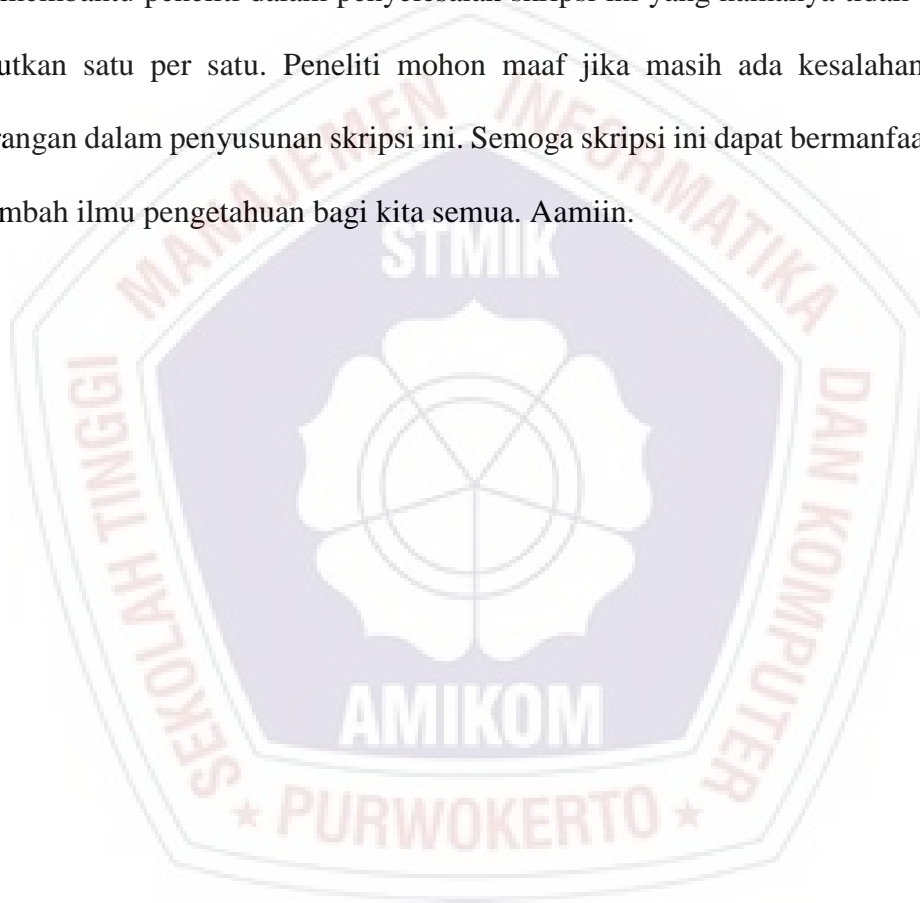 membantu peneliti dalam penyelesaian skripsi ini yang namanya tidak
utkan satu per satu. Peneliti mohon maaf jika masih ada kesalahan
rangan dalam penyusunan skripsi ini. Semoga skripsi ini dapat bermanfaa
mbah ilmu pengetahuan bagi kita semua. Aamiin.
SEKOLAH TINGGI MANAJEMEN INFORMATIKA DAN KOMPUTER
STMIK
AMIKOM
★ PURWOKERTO ★